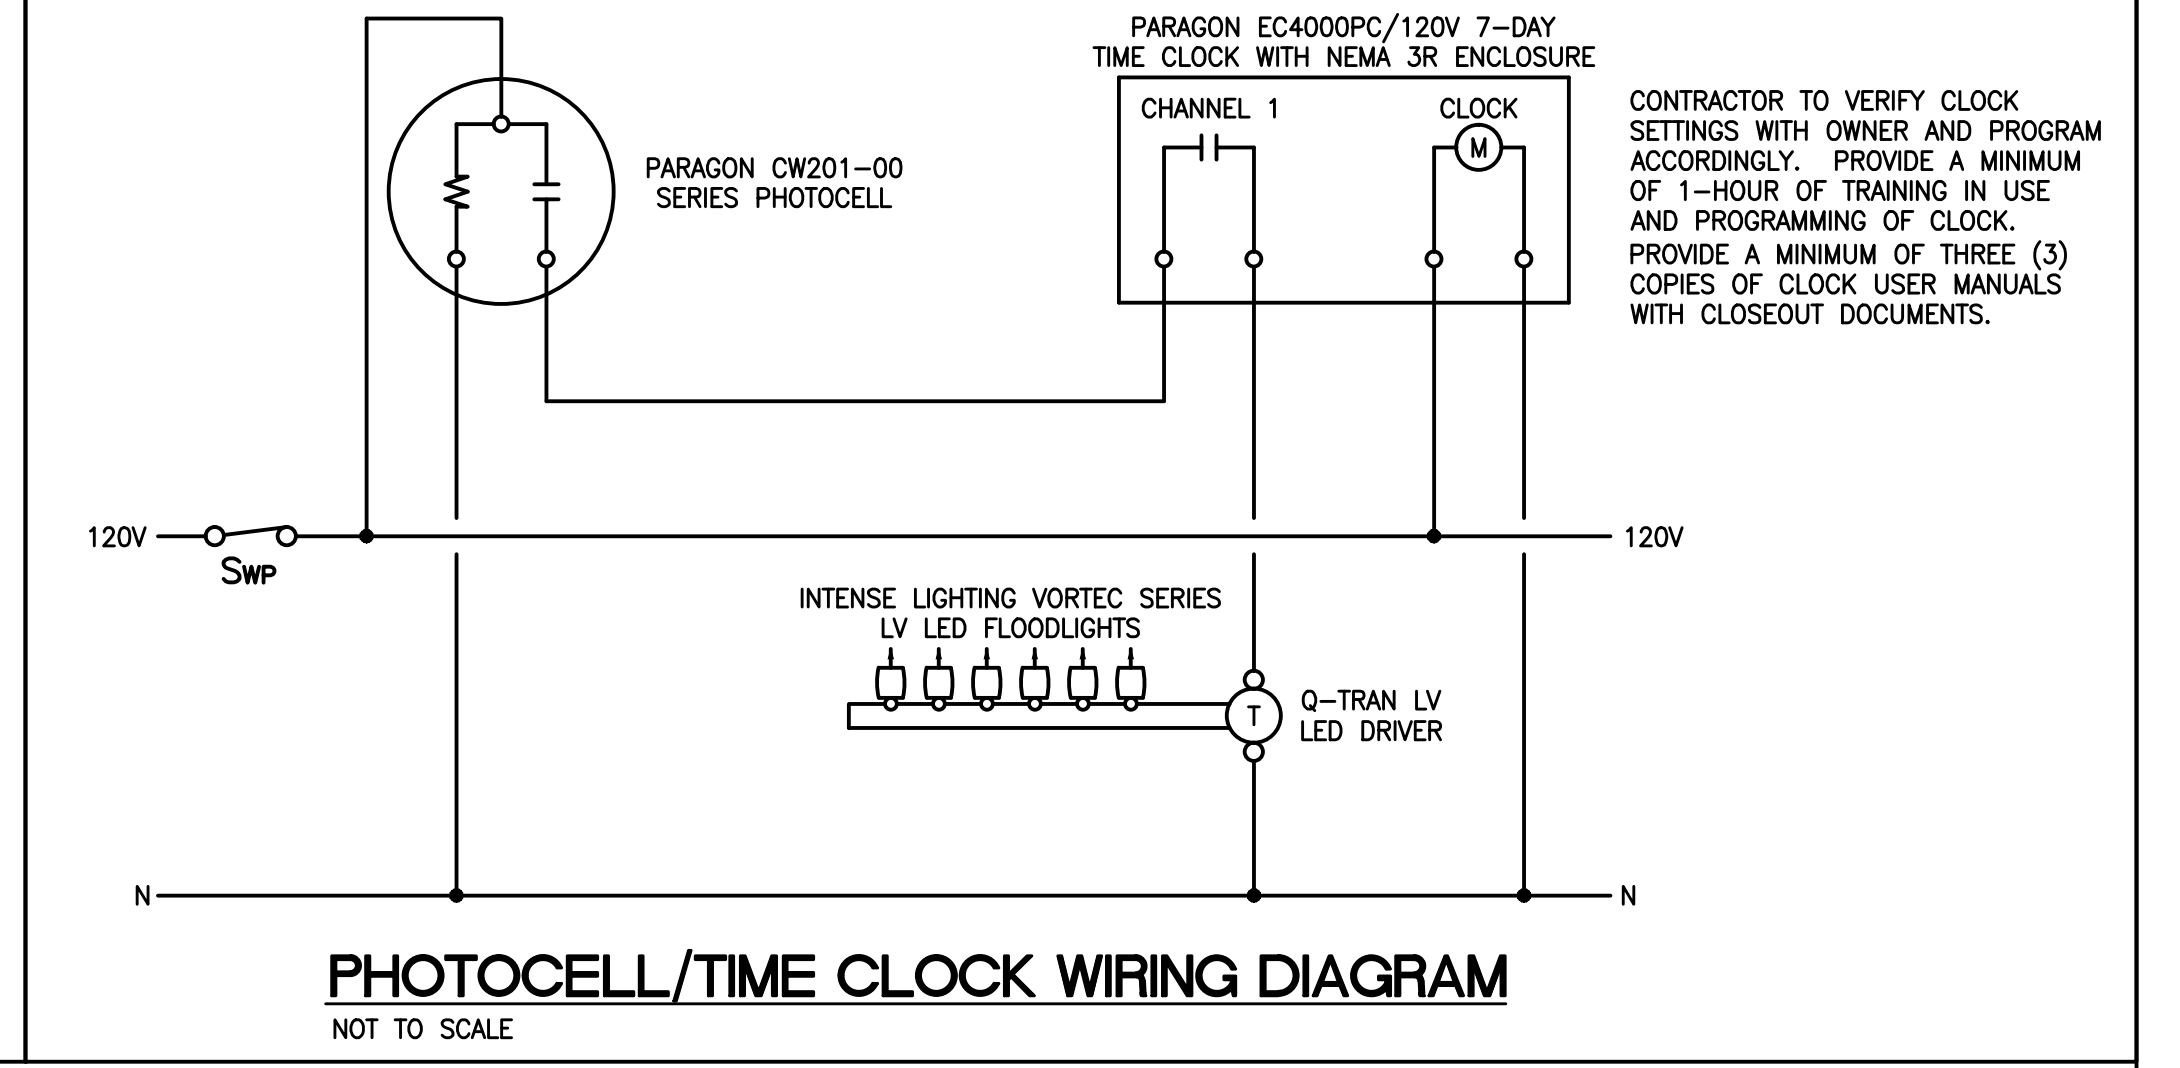 PARAGON EC4000PC/120V 7-DAY
TIME CLOCK WITH NEMA 3R ENCLOSURE
CHANNEL 1
CLOCK
M
PARAGON CW201-00
SERIES PHOTOCELL
CONTRACTOR TO VERIFY CLOCK
SETTINGS WITH OWNER AND PROGRAM
ACCORDINGLY. PROVIDE A MINIMUM
OF 1-HOUR OF TRAINING IN USE
AND PROGRAMMING OF CLOCK.
PROVIDE A MINIMUM OF THREE (3)
COPIES OF CLOCK USER MANUALS
WITH CLOSEOUT DOCUMENTS.
120V
SWP
120V
INTENSE LIGHTING VORTEC SERIES
LV LED FLOODLIGHTS
T
Q-TRAN LV
LED DRIVER
N
N
PHOTOCELL/TIME CLOCK WIRING DIAGRAM
NOT TO SCALE